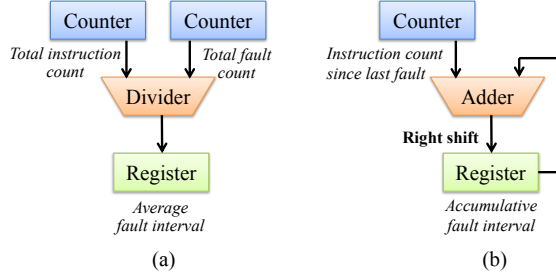 Counter
Counter
Total instruction
count
Total fault
count
Divider
Register
Average
fault interval
(a)
Counter
Instruction count
since last fault
Adder
Right shift
Register
Accumulative
fault interval
(b)